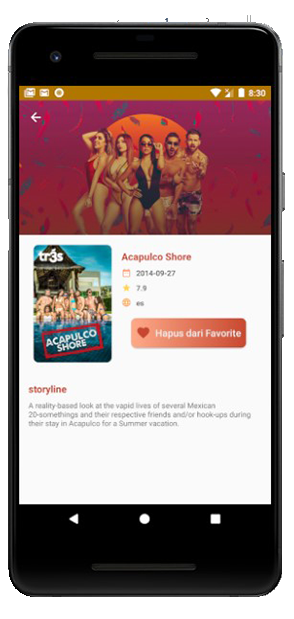 8:30
tr3s
ACAPULCO
SHORE
Acapulco Shore
2014-09-27
7.9
es
Hapus dari Favorite
storyline
A reality-based look at the vapid lives of several Mexican
20-somethings and their respective friends and/or hook-ups during
their stay in Acapulco for a Summer vacation.